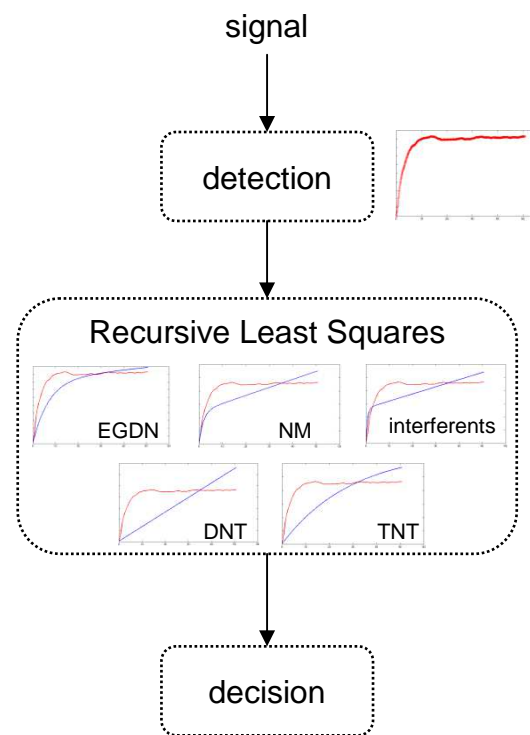 signal
detection
Recursive Least Squares
EGDN
NM
interferents
DNT
TNT
decision